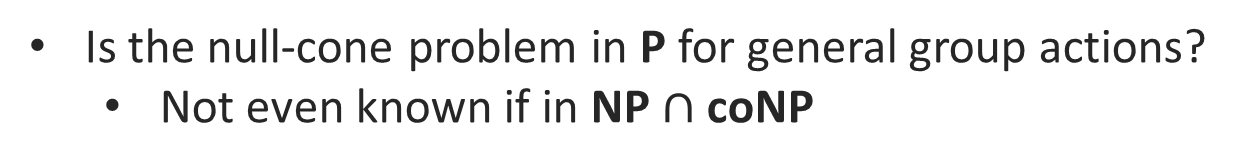 • Is the null-cone problem in P for general group actions?
• Not even known if in NP ∩ coNP